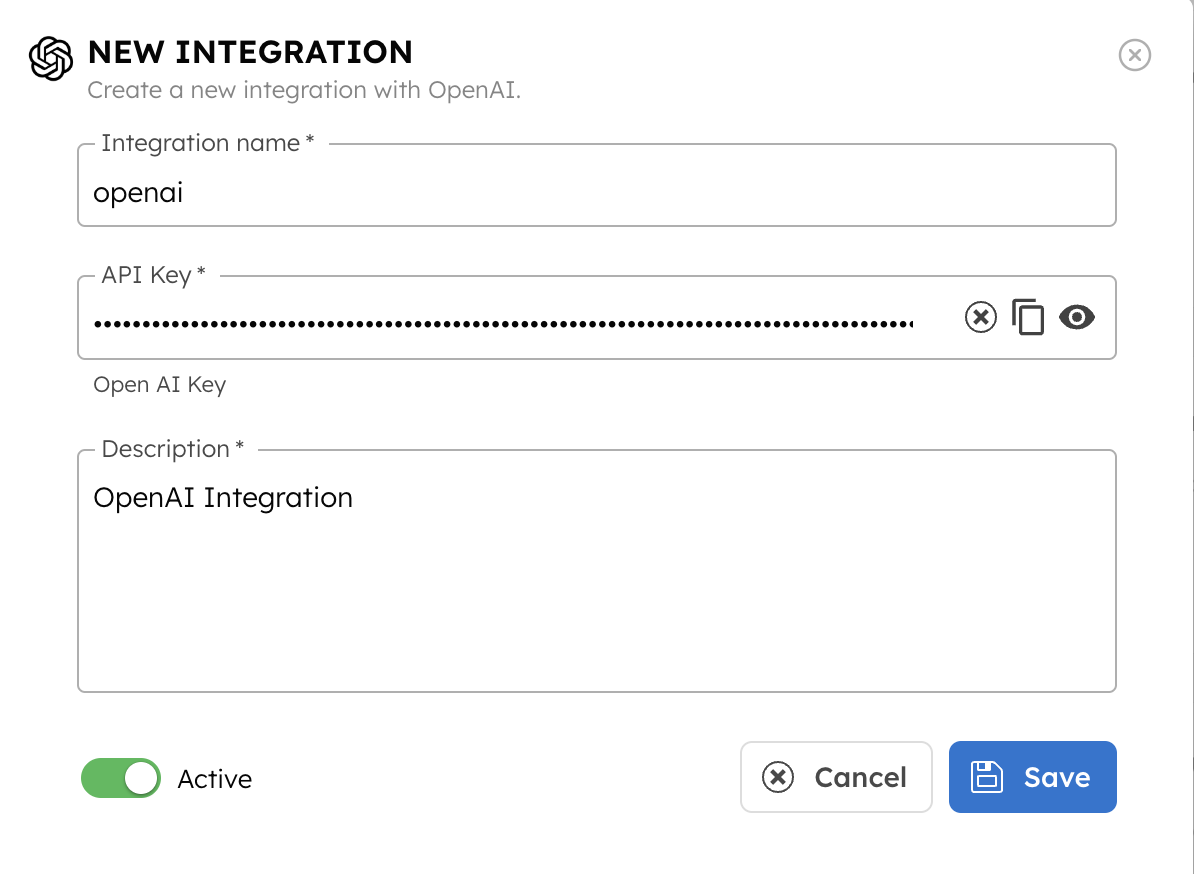 NEW INTEGRATION
Create a new integration with OpenAI.
Integration name *
openai
API Key *
Open AI Key
Description *
OpenAI Integration
Active
Cancel
Save